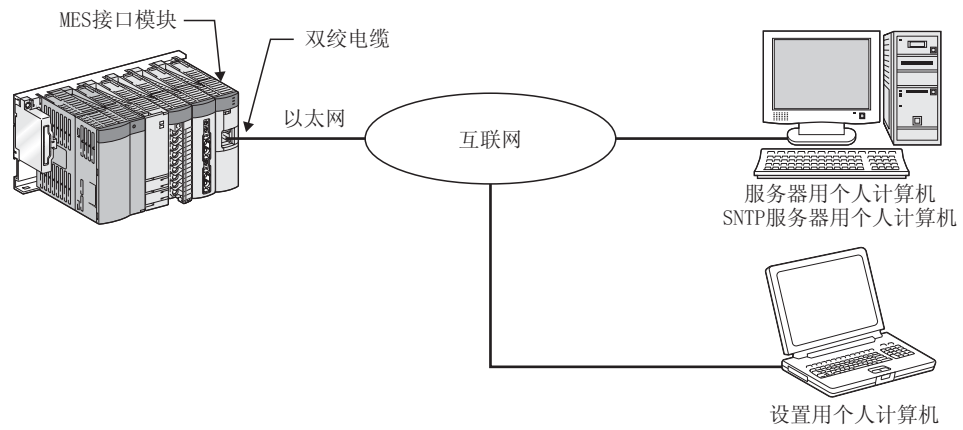 MES接口模块
双绞电缆
以太网
互联网
服务器用个人计算机
SNTP服务器用个人计算机
设置用个人计算机